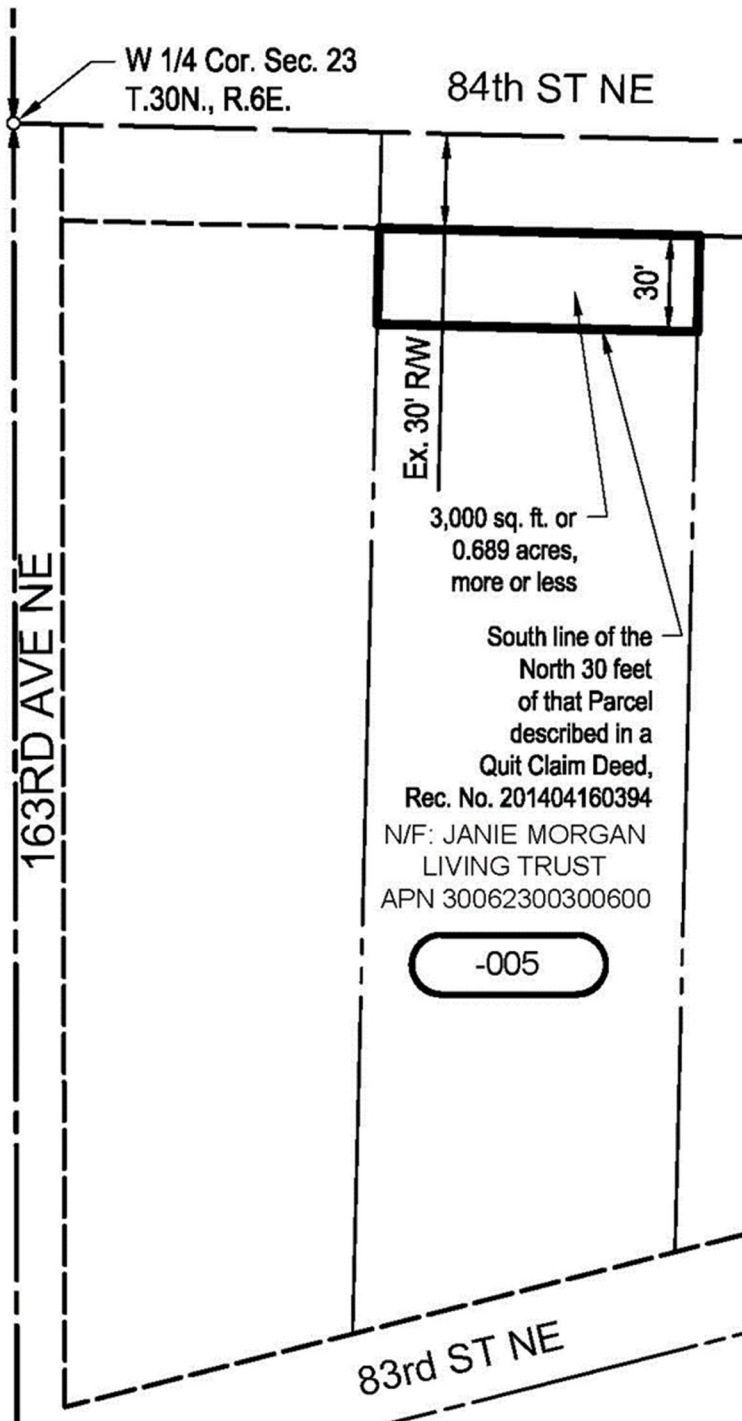 W 1/4 Cor. Sec. 23
T.30N., R.6E.
84th ST NE
30'
Ex. 30' R/W
3,000 sq. ft. or
0.689 acres,
more or less
163RD AVE NE
South line of the
North 30 feet
of that Parcel
described in a
Quit Claim Deed,
Rec. No. 201404160394
N/F: JANIE MORGAN
LIVING TRUST
APN 30062300300600
-005
83rd ST NE